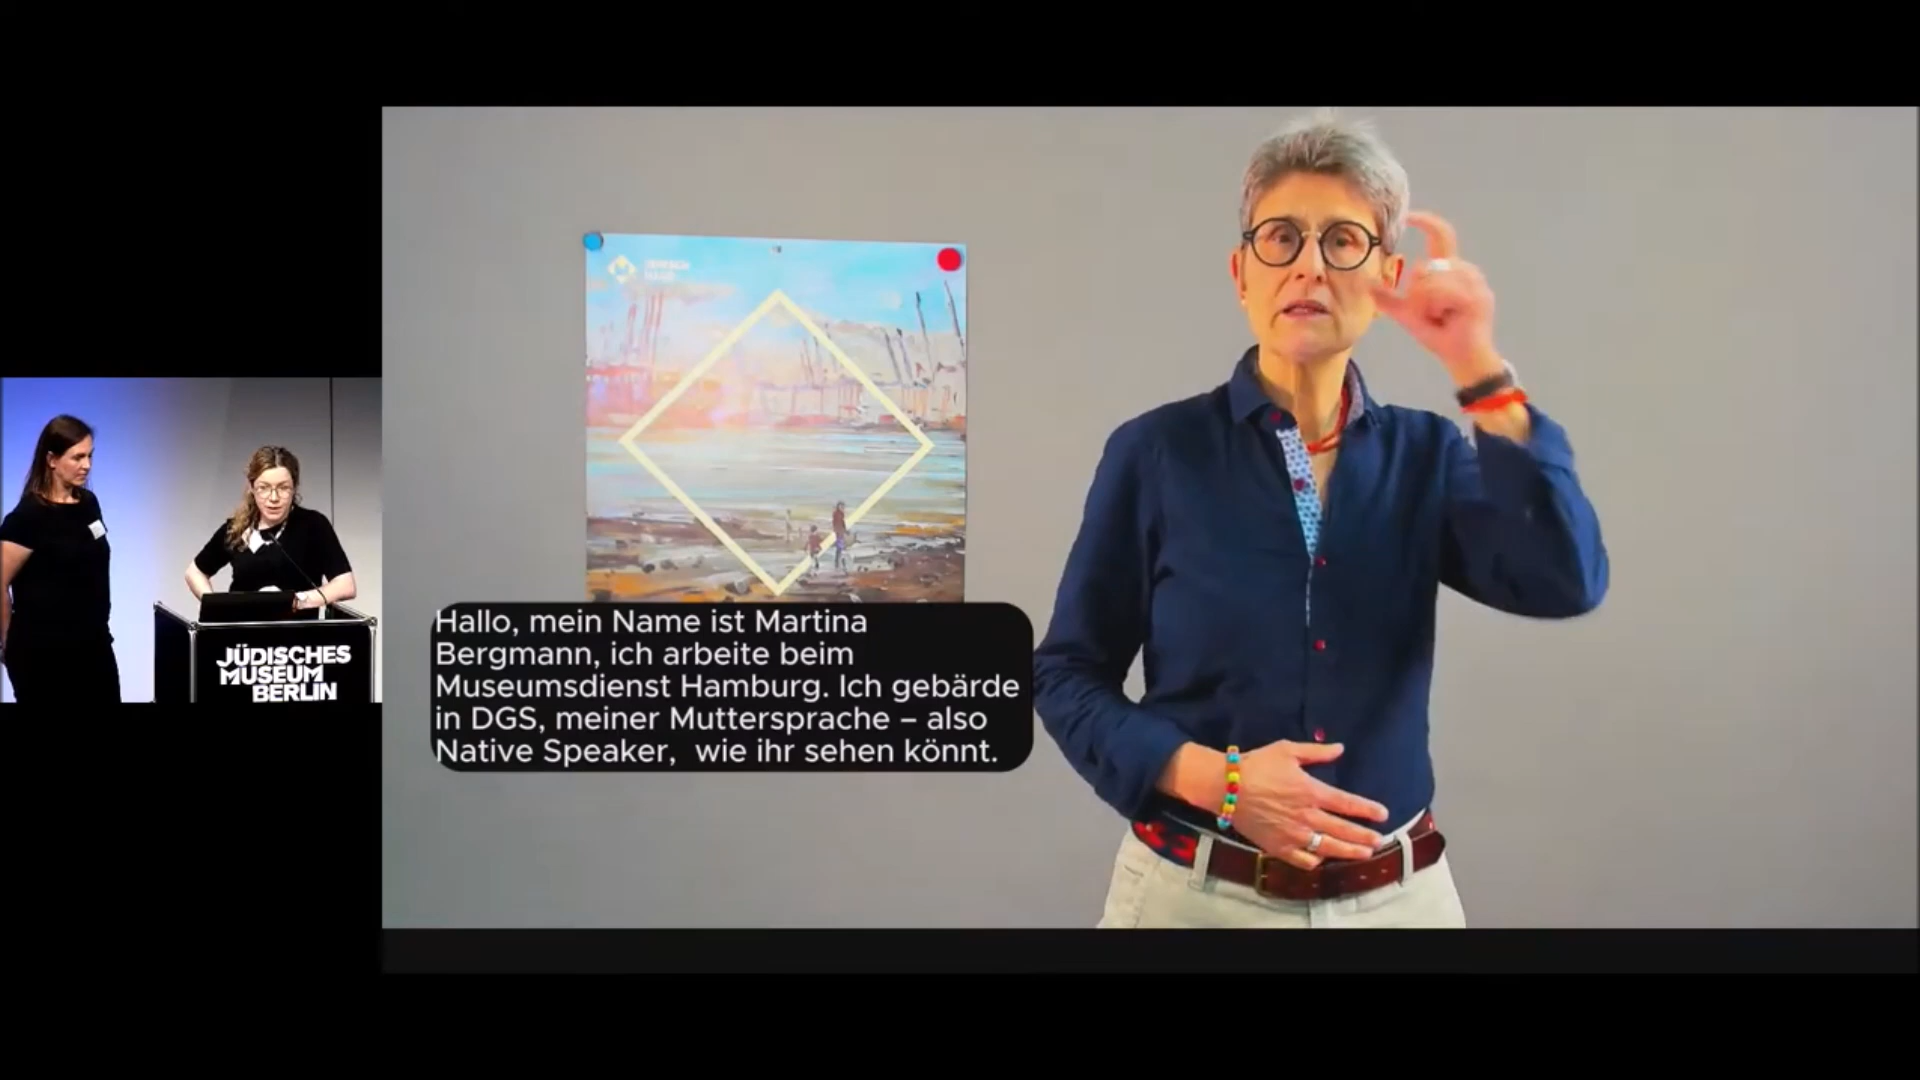 Hallo, mein Name ist Martina
Bergmann, ich arbeite beim
Museumsdienst Hamburg. Ich gebärde
in DGS, meiner Muttersprache – also
Native Speaker,  wie ihr sehen könnt.
JÜDISCHES
MUSEUM
BERLIN